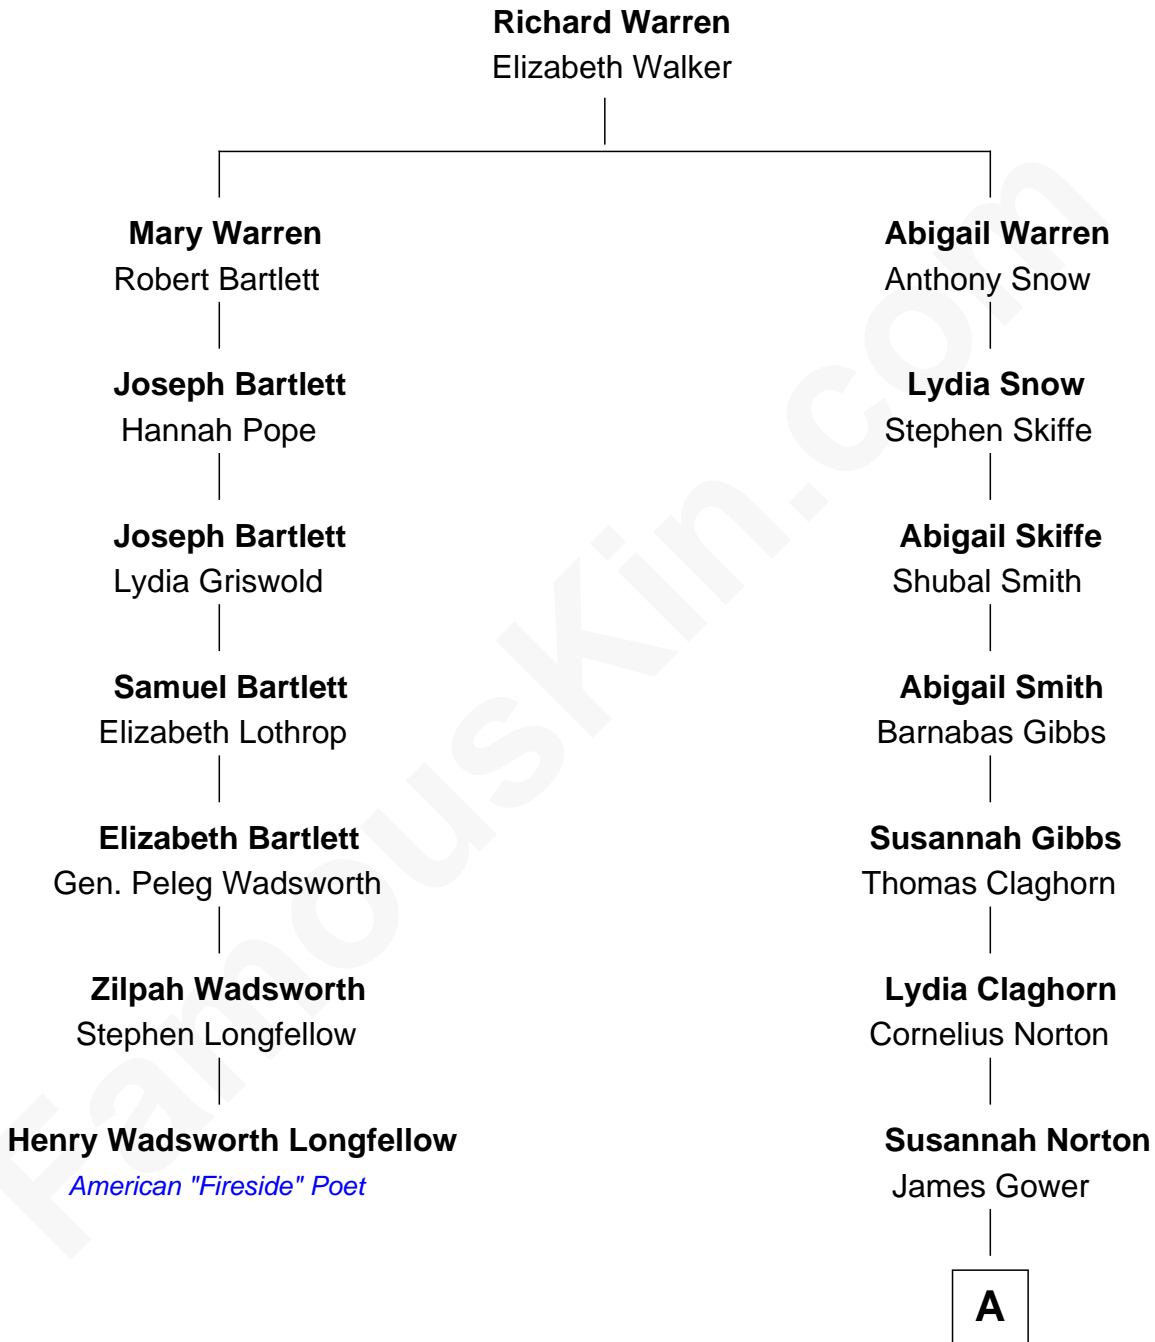 Richard Warren
Elizabeth Walker
Mary Warren
Robert Bartlett
Abigail Warren
Anthony Snow
Joseph Bartlett
Hannah Pope
Lydia Snow
Stephen Skiffe
Joseph Bartlett
Lydia Griswold
Abigail Skiffe
Shubal Smith
Samuel Bartlett
Elizabeth Lothrop
Abigail Smith
Barnabas Gibbs
Elizabeth Bartlett
Gen. Peleg Wadsworth
Susannah Gibbs
Thomas Claghorn
Zilpah Wadsworth
Stephen Longfellow
Lydia Claghorn
Cornelius Norton
Henry Wadsworth Longfellow
American "Fireside" Poet
Susannah Norton
James Gower
A
FamousKin.com